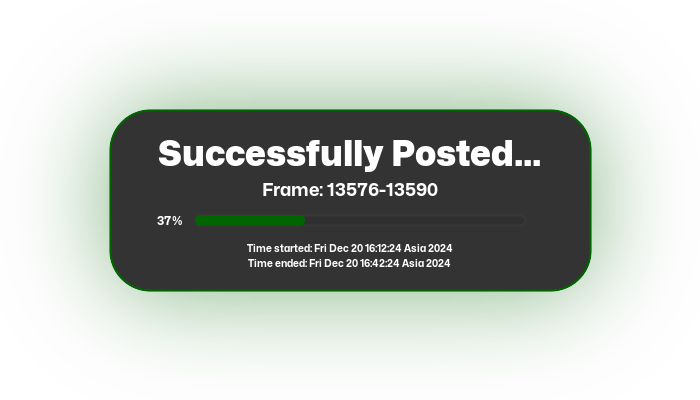 Successfully Posted...
Frame: 13576-13590
37%
Time started: Fri Dec 20 16:12:24 Asia 2024
Time ended: Fri Dec 20 16:42:24 Asia 2024